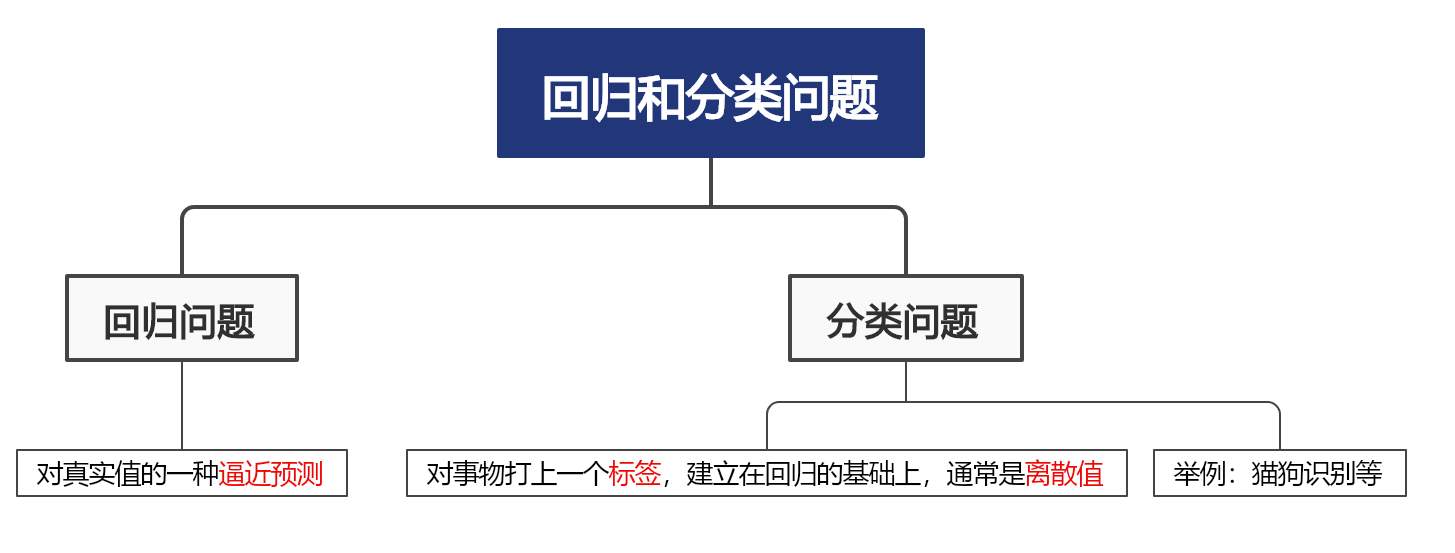 回归和分类问题
回归问题
分类问题
对真实值的一种逼近预测
对事物打上一个标签，建立在回归的基础上，通常是离散值
举例：猫狗识别等